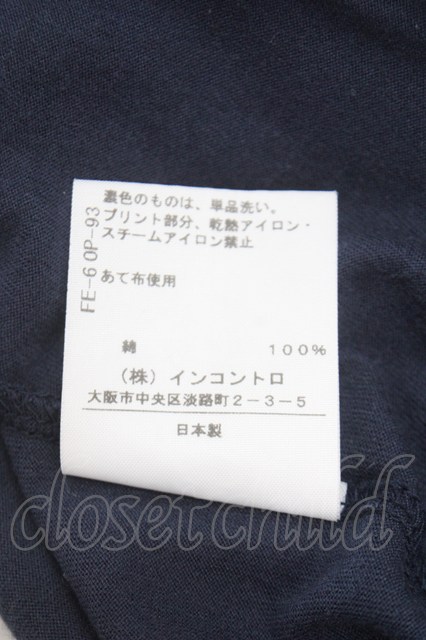 濃色のものは、単品洗い。
プリント部分、乾熱アイロン・
スチームアイロン禁止
あて布使用
FE-60P-93
綿 100%
(株)インコントロ
大阪市中央区淡路町2-3-5
日本製
closet child